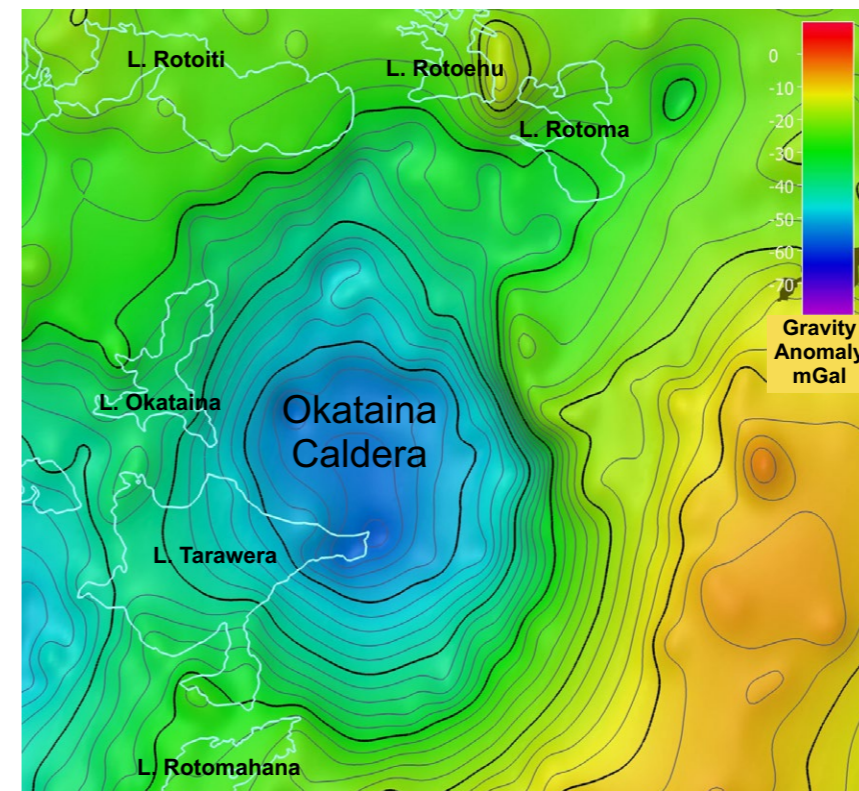 L. Rotoiti
L. Rotoehu
L. Rotoma
0
-10
-20
-30
-40
-50
-60
-70
Gravity
Anomaly
mGal
L. Okataina
Okataina
Caldera
L. Tarawera
L. Rotomahana